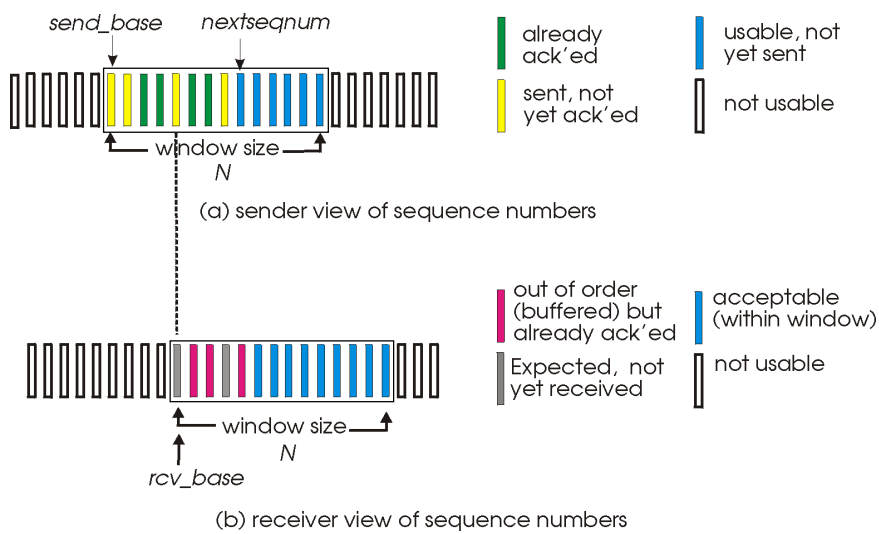 send_base
nextseqnum
already
ack'ed
usable, not
yet sent
sent, not
yet ack'ed
not usable
window size
N
(a) sender view of sequence numbers
out of order
(buffered) but
already ack'ed
acceptable
(within window)
Expected, not
yet received
not usable
window size
N
rcv_base
(b) receiver view of sequence numbers